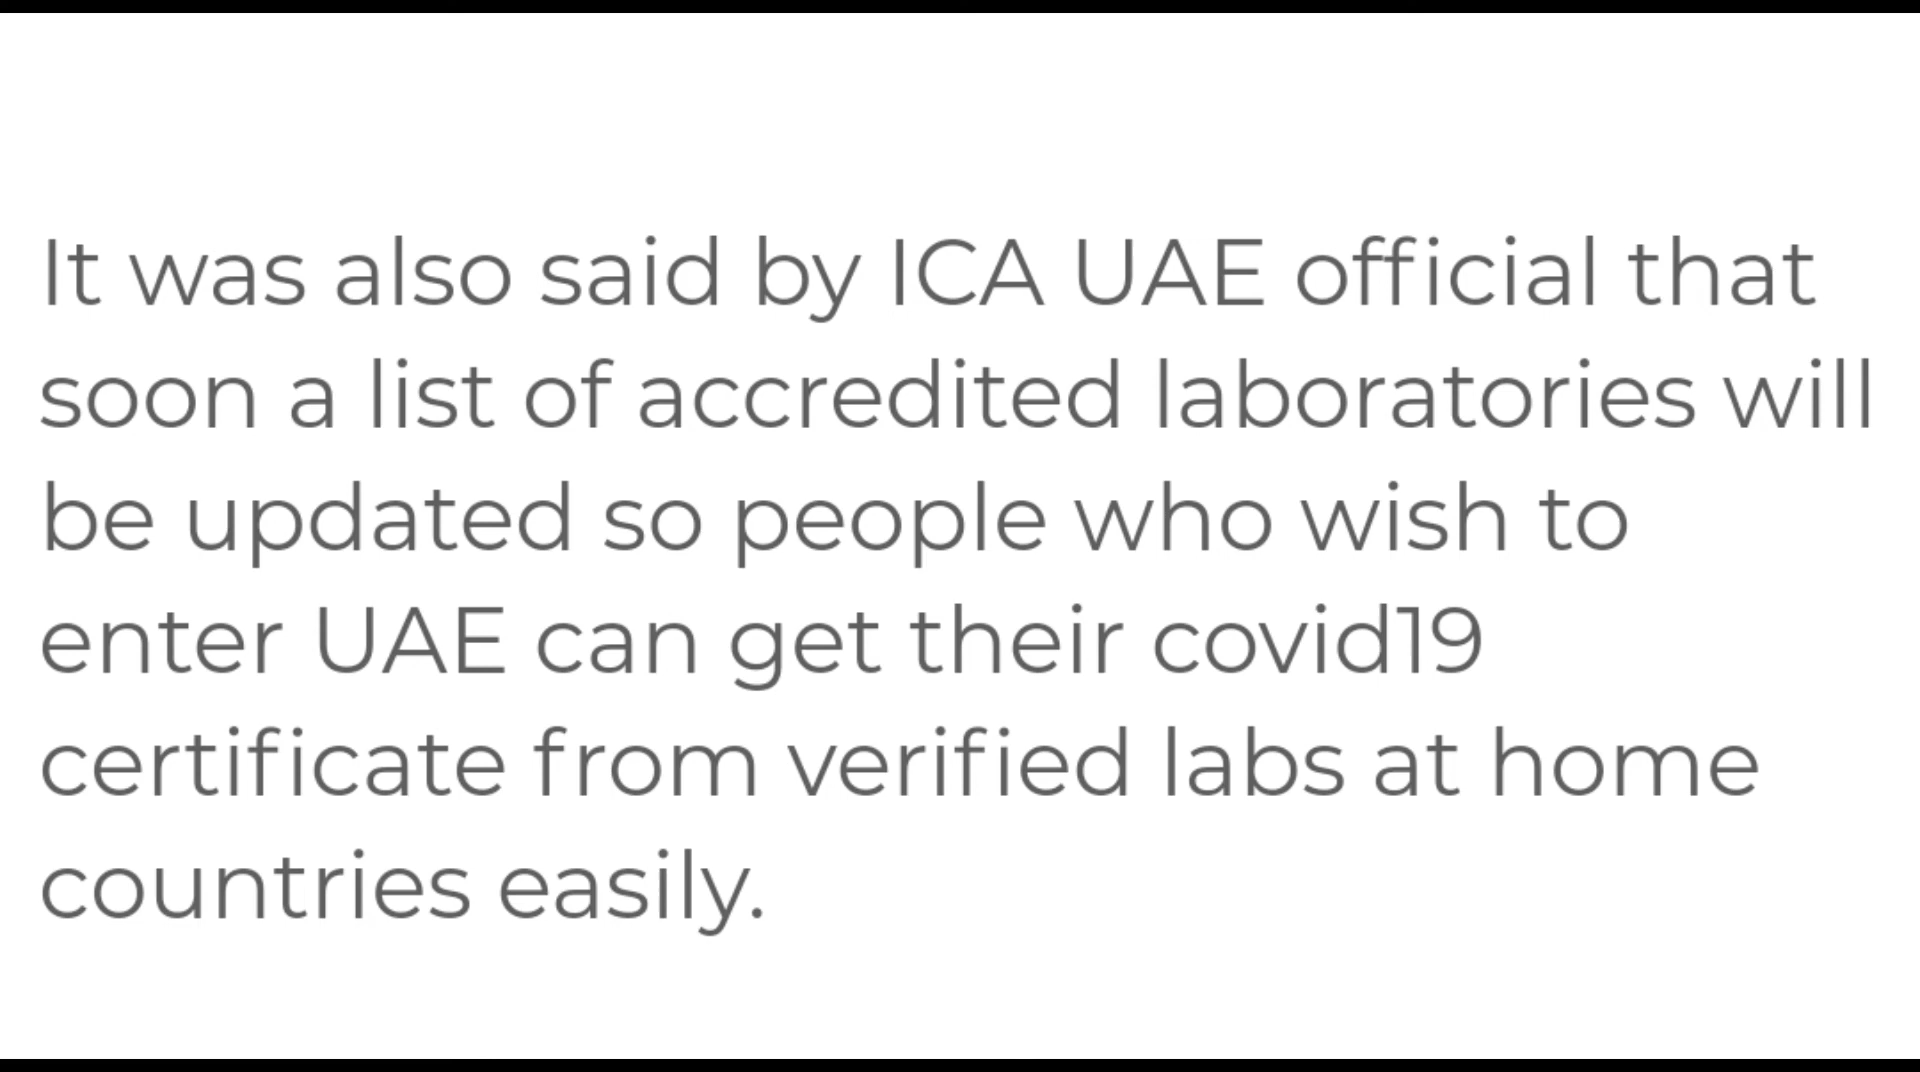 It was also said by ICA UAE official that
soon a list of accredited laboratories will
be updated so people who wish to
enter UAE can get their covid19
certificate from verified labs at home
countries easily.